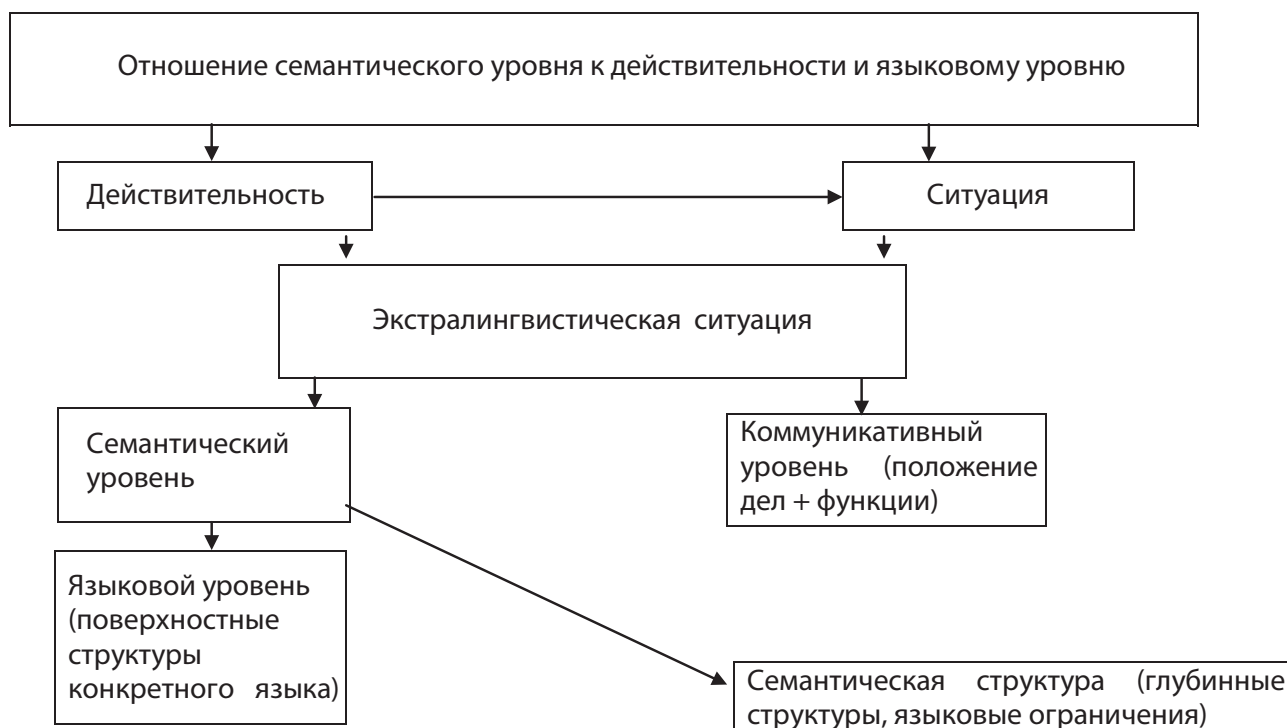 Отношение семантического уровня к действительности и языковому уровню
Действительность
Ситуация
Экстралингвистическая ситуация
Семантический
уровень
Коммуникативный
уровень (положение
дел + функции)
Языковой уровень
(поверхностные
структуры
конкретного языка)
Семантическая структура (глубинные
структуры, языковые ограничения)